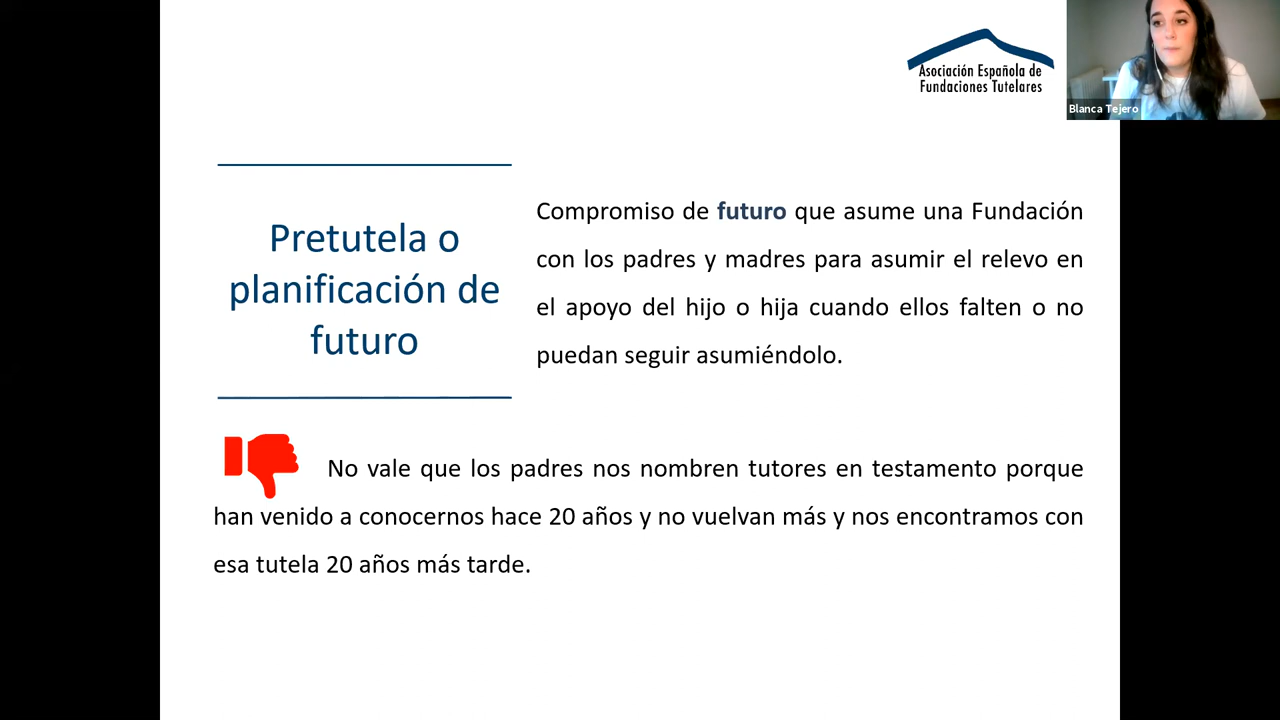 Asociación Española de
Fundaciones Tutelares
Blanca Tejero
Pretutela o
planificación de
futuro
Compromiso de futuro que asume una Fundación
con los padres y madres para asumir el relevo en
el apoyo del hijo o hija cuando ellos falten o no
puedan seguir asumiéndolo.
No vale que los padres nos nombren tutores en testamento porque
han venido a conocernos hace 20 años y no vuelvan más y nos encontramos con
esa tutela 20 años más tarde.